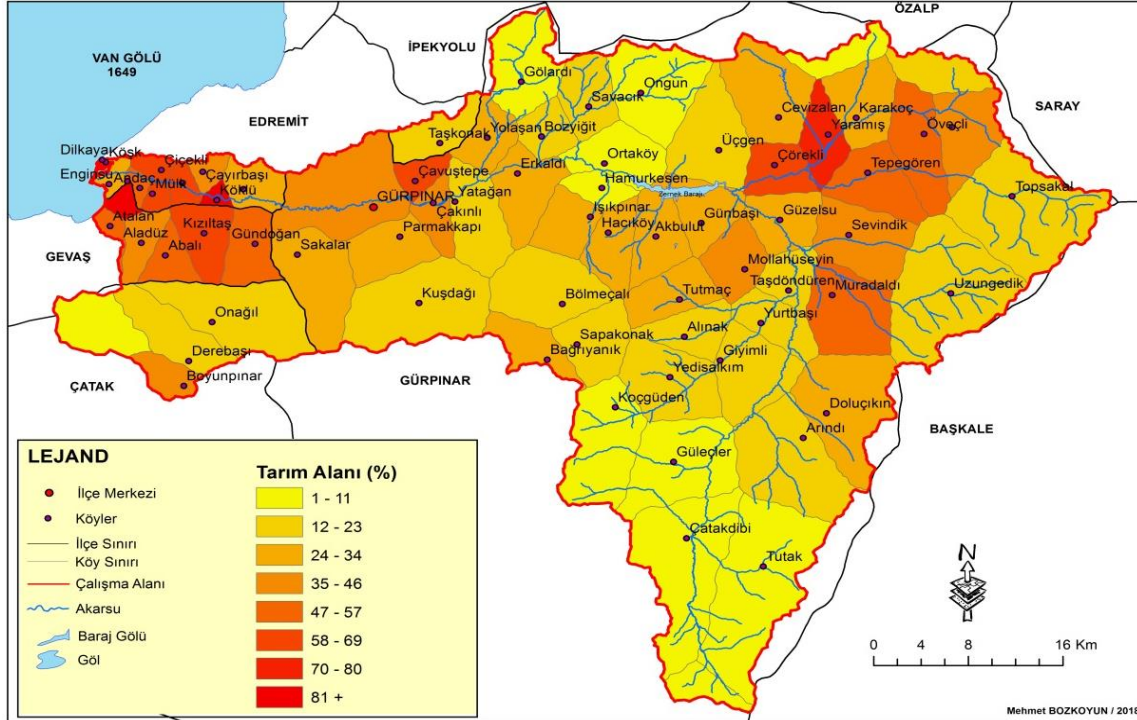 ÖZALP
VAN GÖLÜ
1649
İPEKYOLU
Gölardı
Ongun
Savacık
SARAY
Cevizalan
Karakoç
EDREMİT
Taşkonak
Yolaşan
Bozyiğit
Yaramış
Öveçli
Üçgen
Dilkaya
Köşk
Çiçekli
Ortaköy
Çörekli
Tepegören
Enginsu
Andaç
Mülk
Çayırbaşı
Köklü
Çavuştepe
Erkaldı
Hamurkesen
Zernek Barajı
Topsakal
GÜRPINAR
Yatağan
Çakınlı
Işıkpınar
Atalan
Kızıltaş
Hacıköy
Akbulut
Günbaşı
Güzelsu
Aladüz
Gündoğan
Parmakkapı
Sevindik
GEVAŞ
Abalı
Sakalar
Mollahüseyin
Kuşdağı
Bölmeçalı
Tutmaç
Taşdöndüren
Muradaldı
Uzungedik
Onağıl
Yurtbaşı
Sapakonak
Alınak
Derebaşı
Bağrıyanık
Giyimli
ÇATAK
Boyunpınar
GÜRPINAR
Yedisalkım
Koçgüden
Doluçıkın
Arındı
BAŞKALE
Güleçler
Çatakdibi
Tutak
LEJAND
İlçe Merkezi
Köyler
İlçe Sınırı
Köy Sınırı
Çalışma Alanı
Akarsu
Baraj Gölü
Göl
Tarım Alanı (%)
1 - 11
12 - 23
24 - 34
35 - 46
47 - 57
58 - 69
70 - 80
81 +
N
0 4 8 16 Km
Mehmet BOZKOYUN / 2018